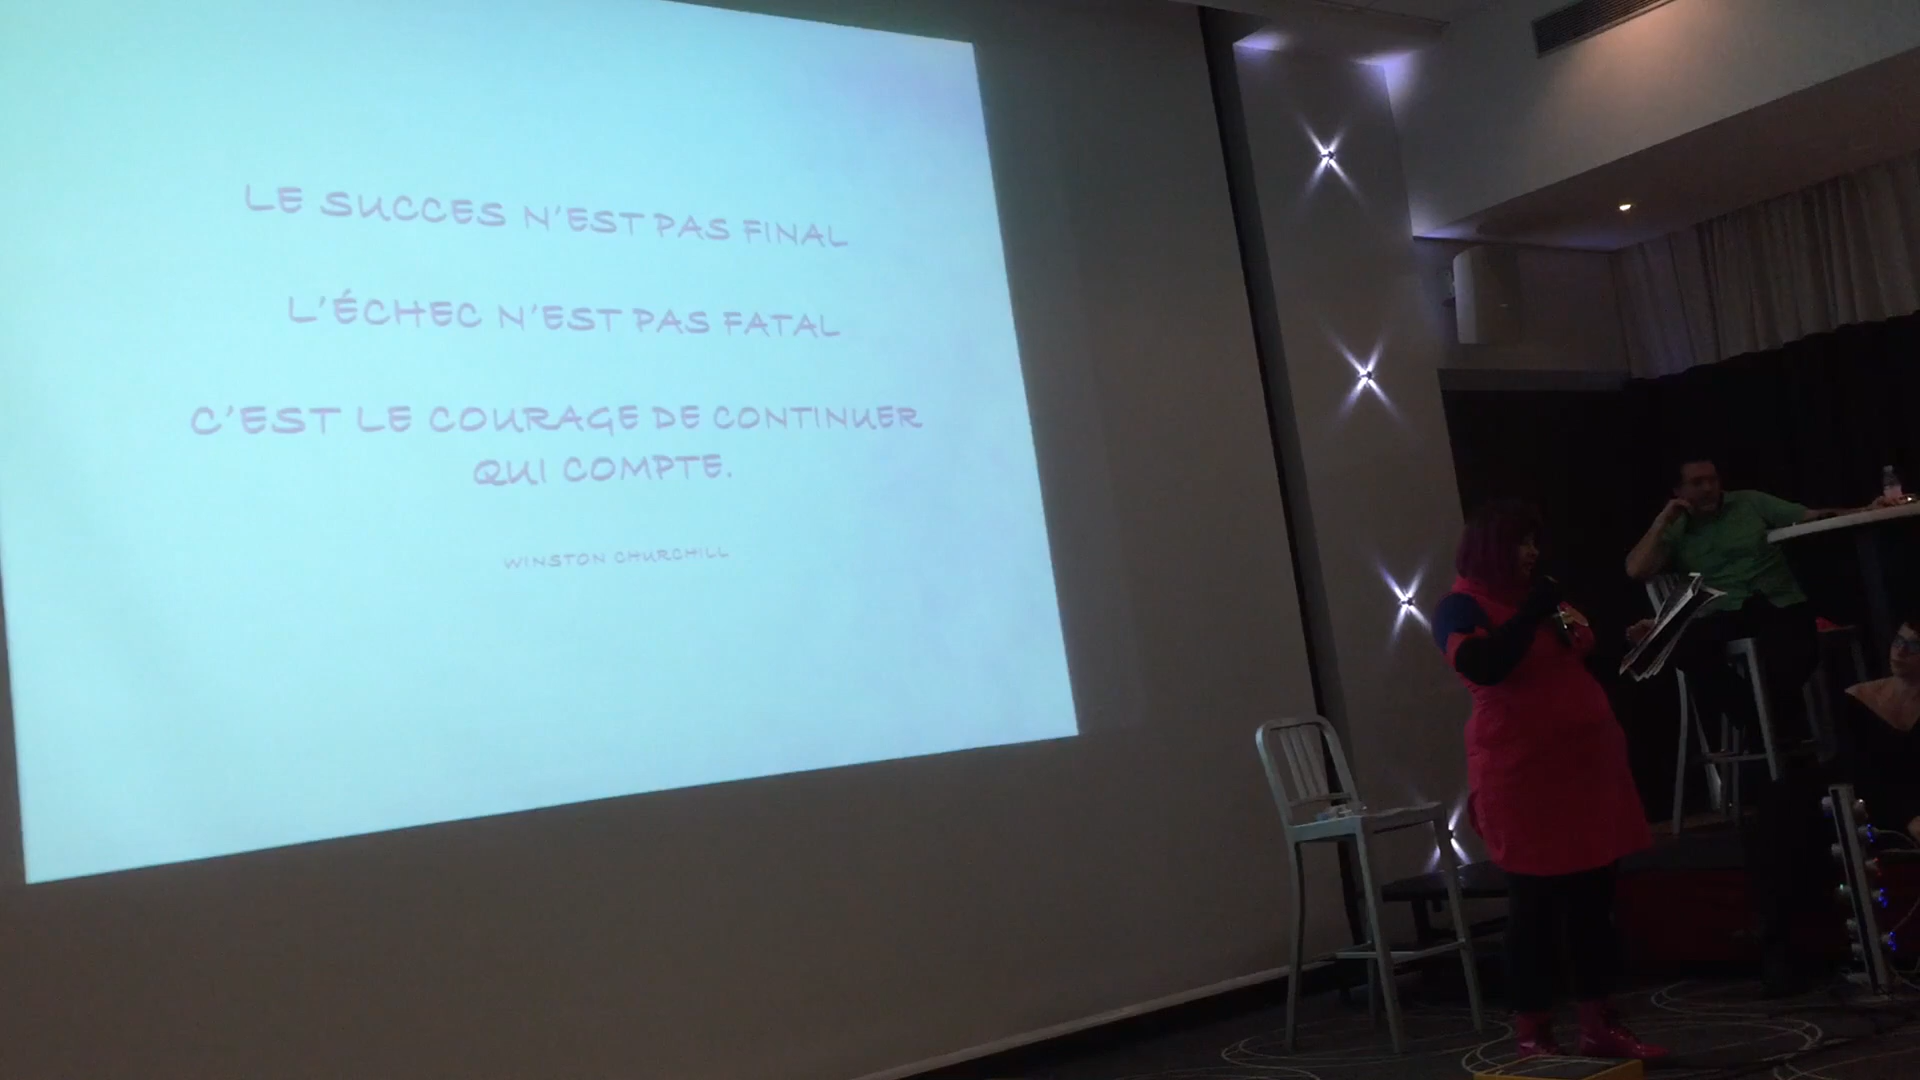 LE SUCCES N'EST PAS FINAL
L'ÉCHEC N'EST PAS FATAL
C'EST LE COURAGE DE CONTINUER
QUI COMPTE.
WINSTON CHURCHILL